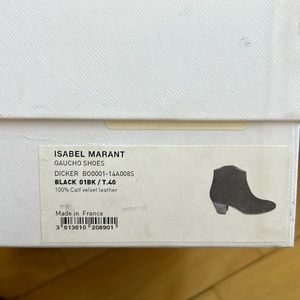 ISABEL MARANT
GAUCHO SHOES
DICKER BO0001-14A008S
BLACK 01BK / T.40
100% Calf velvet leather
Made in France
3 613610 208901